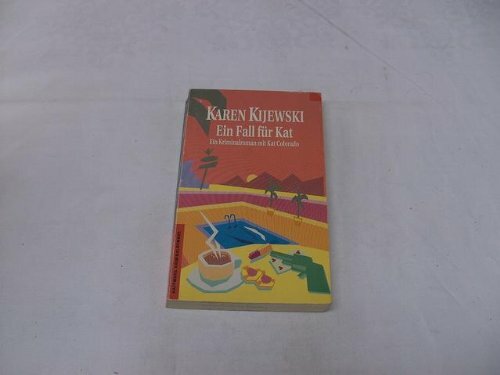 KAREN KIJEWSKI
Ein Fall für Kat
Ein Kriminalroman mit Kat Colorado